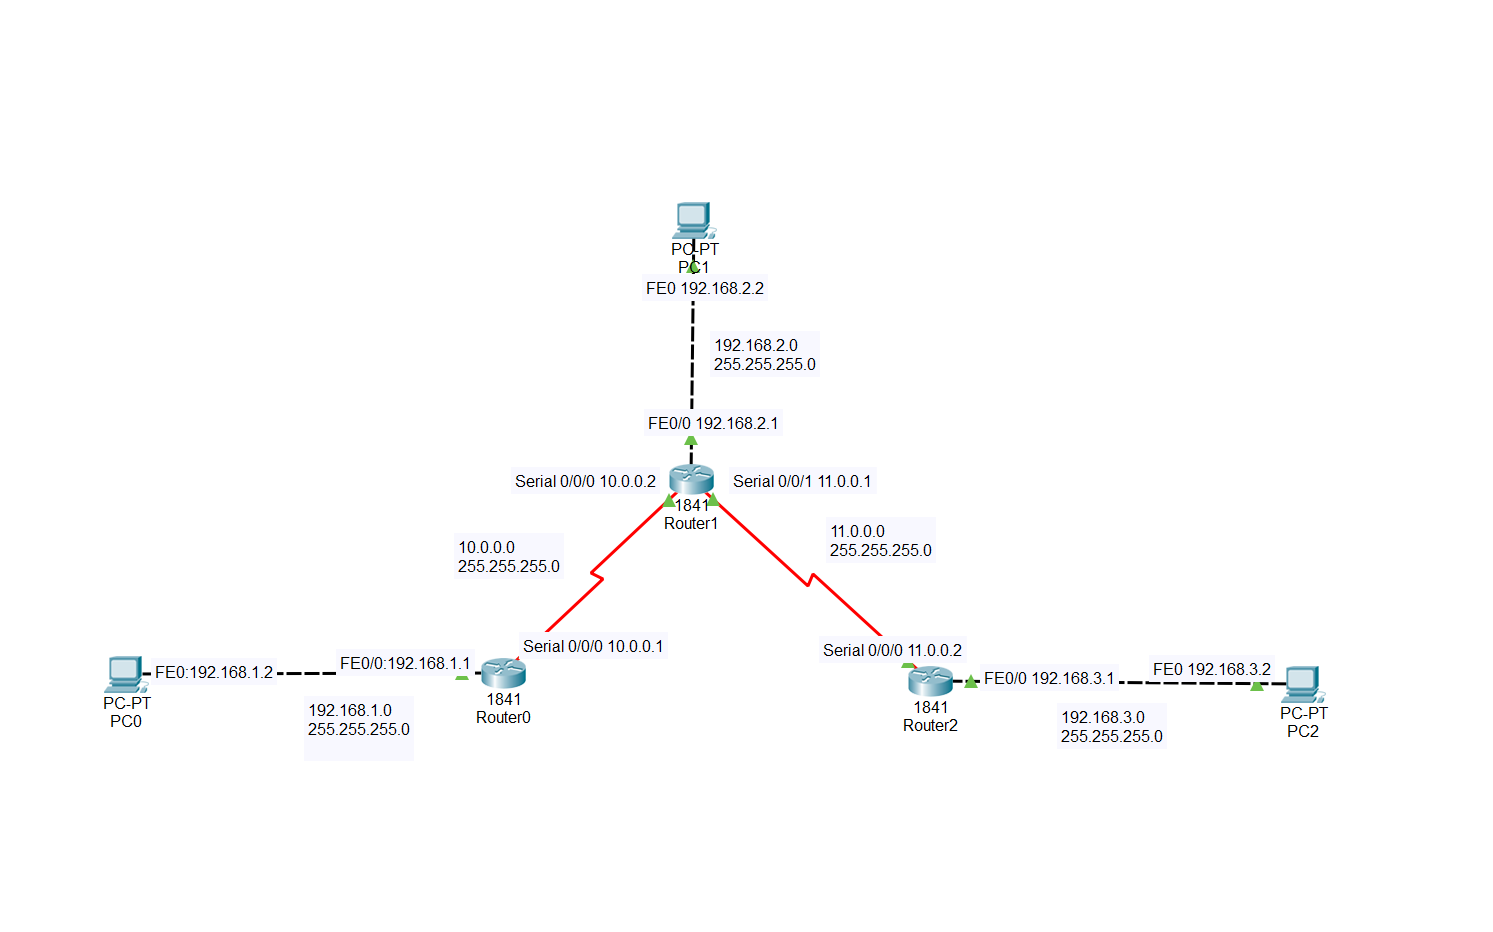 PC-PT
PC1
FE0 192.168.2.2
192.168.2.0
255.255.255.0
FE0/0 192.168.2.1
Serial 0/0/0 10.0.0.2
Serial 0/0/1 11.0.0.1
1841
Router1
10.0.0.0
255.255.255.0
11.0.0.0
255.255.255.0
Serial 0/0/0 10.0.0.1
Serial 0/0/0 11.0.0.2
FE0:192.168.1.2
FE0/0:192.168.1.1
FE0/0 192.168.3.1
FE0 192.168.3.2
PC-PT
PC0
192.168.1.0
255.255.255.0
1841
Router0
1841
Router2
192.168.3.0
255.255.255.0
PC-PT
PC2